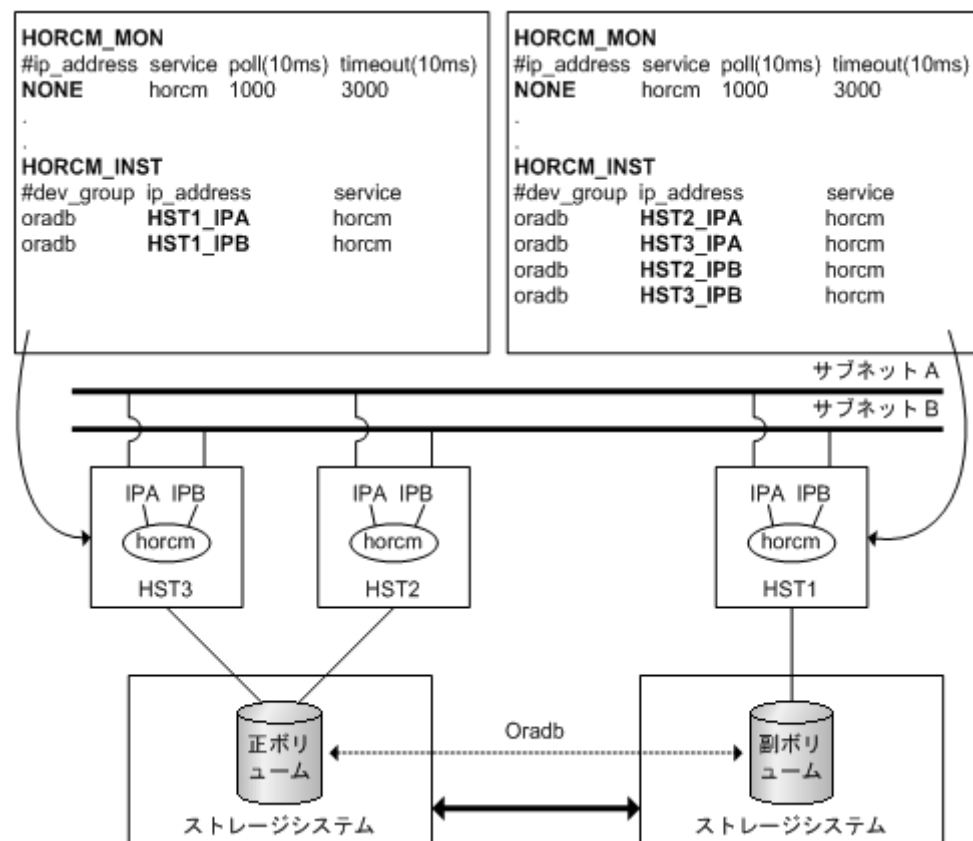 HORCM_MON
#ip_address service poll(10ms) timeout(10ms)
NONE horcm 1000 3000
.
.
HORCM_INST
#dev_group ip_address service
oradb HST1_IPA horcm
oradb HST1_IPB horcm
HORCM_MON
#ip_address service poll(10ms) timeout(10ms)
NONE horcm 1000 3000
.
.
HORCM_INST
#dev_group ip_address service
oradb HST2_IPA horcm
oradb HST3_IPA horcm
oradb HST2_IPB horcm
oradb HST3_IPB horcm
サブネット A
サブネット B
IPA IPB
horcm
HST3
IPA IPB
horcm
HST2
IPA IPB
horcm
HST1
Oradb
正ボリ
ューム
ストレージシステム
副ボリ
ューム
ストレージシステム